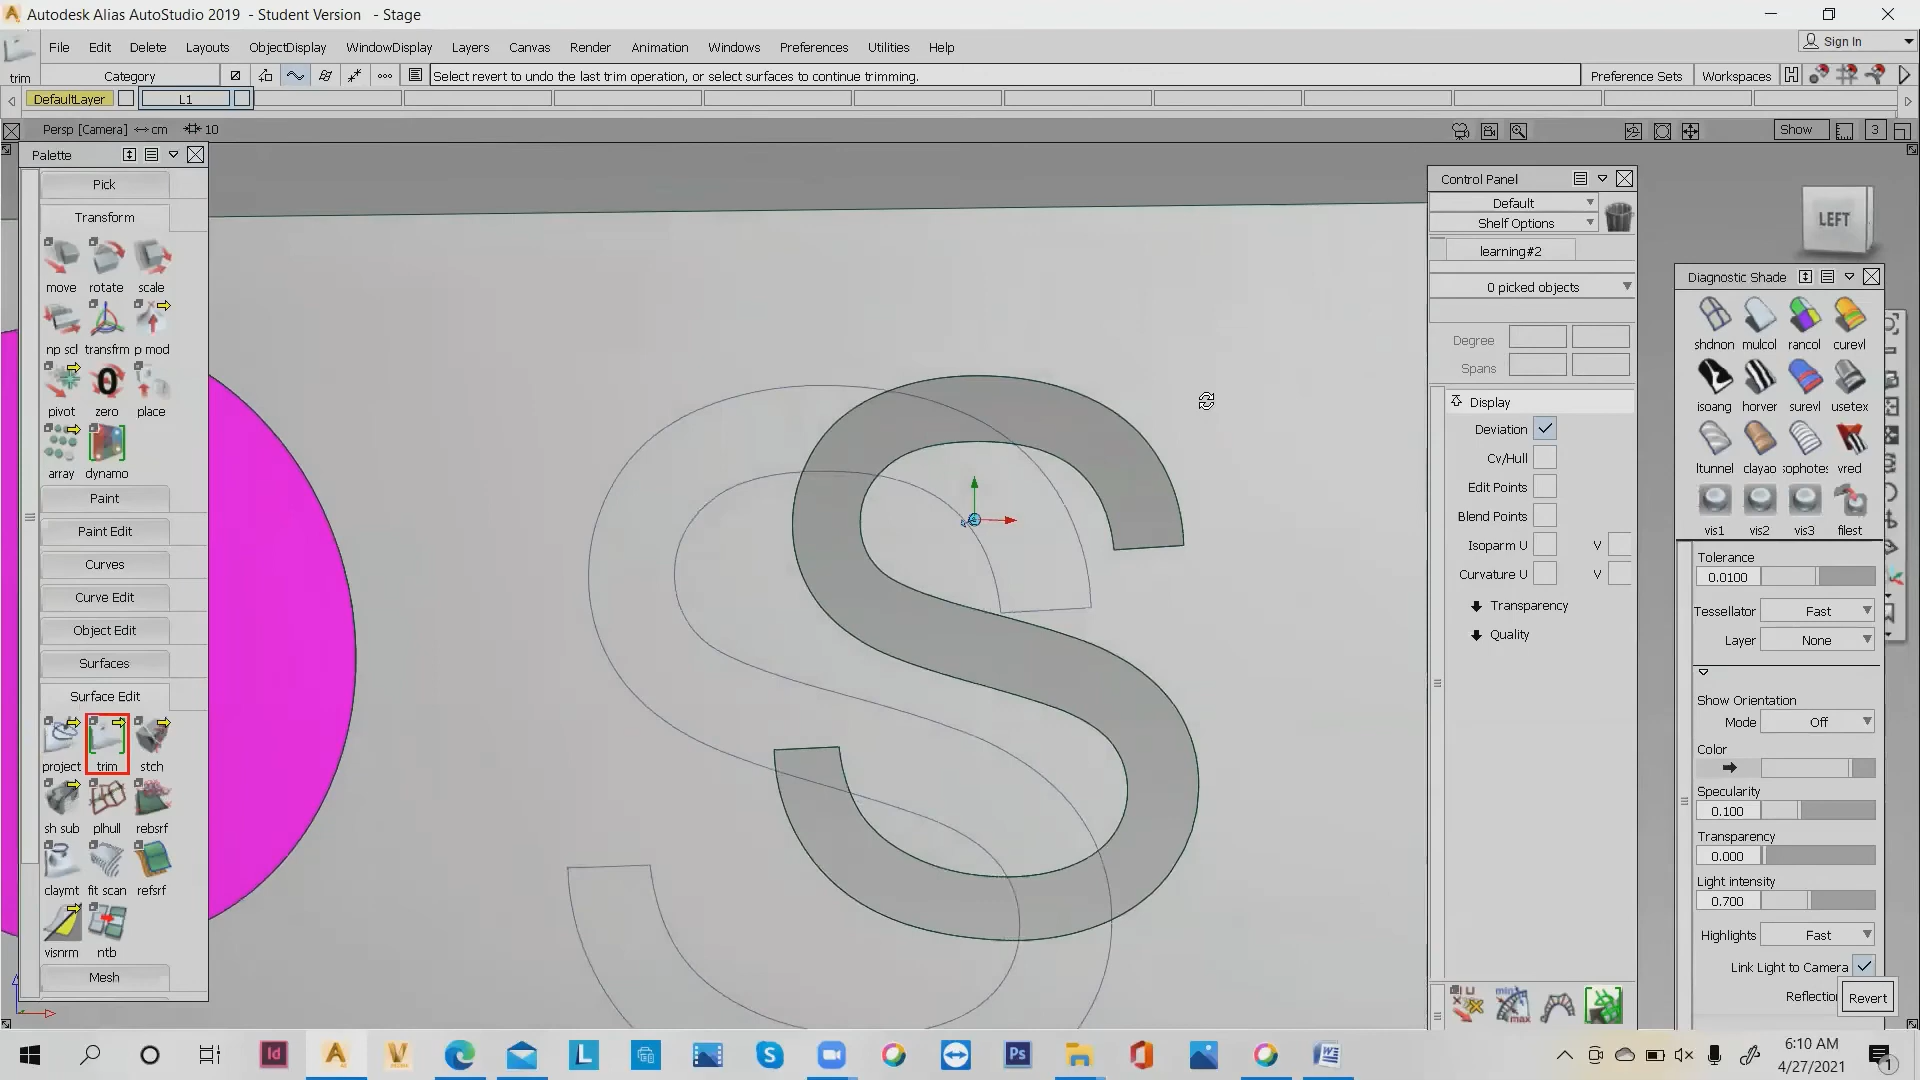 Autodesk Alias AutoStudio 2019 - Student Version - Stage
File Edit Delete Layouts ObjectDisplay WindowDisplay Layers Canvas Render Animation Windows Preferences Utilities Help
Sign In
trim Category Select revert to undo the last trim operation, or select surfaces to continue trimming. Preference Sets Workspaces
DefaultLayer L1
Persp [Camera] cm 10 Show 3
Palette
Pick
Transform
move rotate scale
np scl transfrm p mod
pivot zero place
array dynamo
Paint
Paint Edit
Curves
Curve Edit
Object Edit
Surfaces
Surface Edit
project trim stch
sh sub plhull rebsrf
claymt fit scan refsrf
visnrm ntb
Mesh
S
Control Panel
Default
Shelf Options
learning#2
0 picked objects
Degree
Spans
Display
Deviation
Cv/Hull
Edit Points
Blend Points
Isoparm U V
Curvature U V
Transparency
Quality
min
max
LEFT
Diagnostic Shade
shdnon mulcol rancol curevl
isoang horver surevl usetex
ltunnel clayao sophotes vred
vis1 vis2 vis3 filest
Tolerance
0.0100
Tessellator Fast
Layer None
Show Orientation
Mode Off
Color
Specularity
0.100
Transparency
0.000
Light intensity
0.700
Highlights Fast
Link Light to Camera
Reflectio
Revert
Id A V L S Ps W
6:10 AM
4/27/2021
1